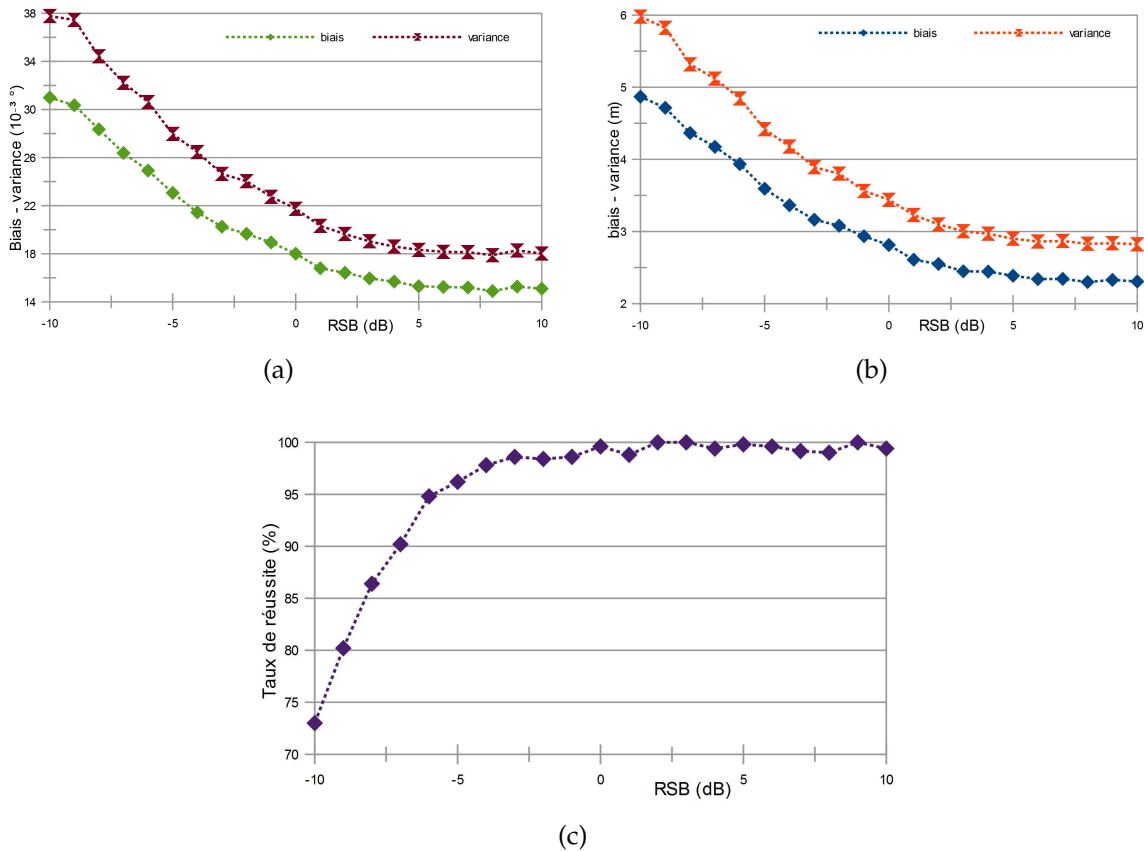 38
34
30
26
22
18
14
Biais - variance (10⁻³ °)
biais
variance
-10
-5
0
5
10
RSB (dB)
(a)
6
5
4
3
2
biais - variance (m)
biais
variance
-10
-5
0
5
10
RSB (dB)
(b)
100
95
90
85
80
75
70
Taux de réussite (%)
-10
-5
0
5
10
RSB (dB)
(c)